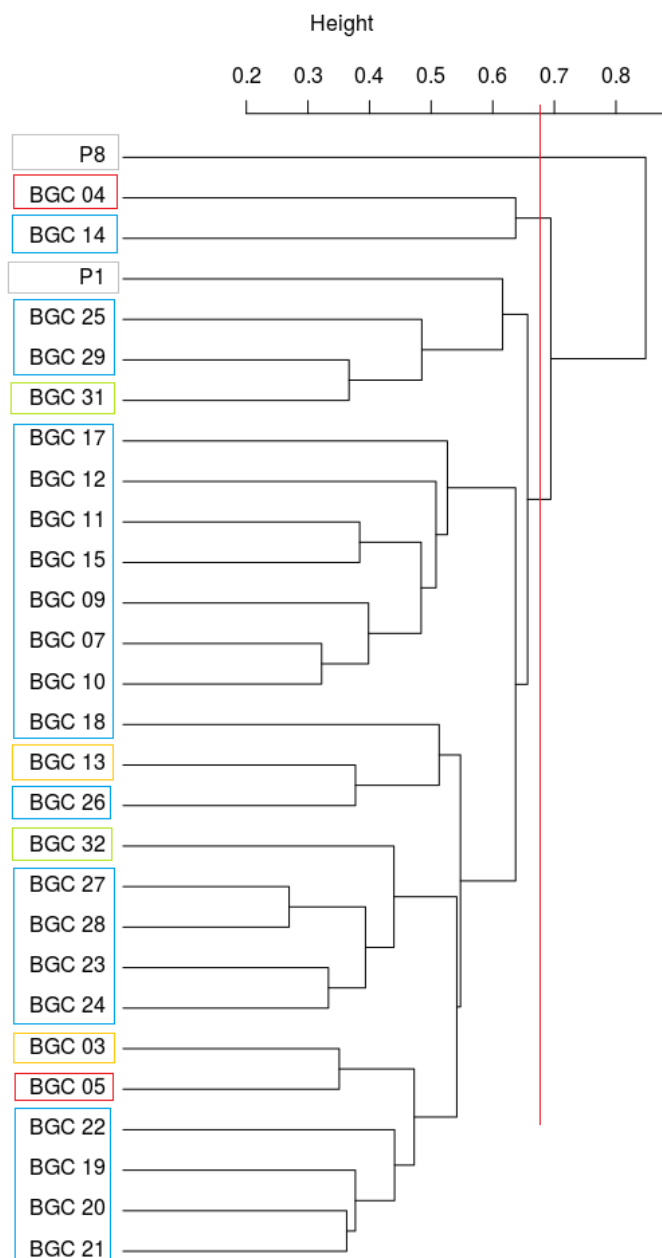 Height
0.2 0.3 0.4 0.5 0.6 0.7 0.8
P8
BGC 04
BGC 14
P1
BGC 25
BGC 29
BGC 31
BGC 17
BGC 12
BGC 11
BGC 15
BGC 09
BGC 07
BGC 10
BGC 18
BGC 13
BGC 26
BGC 32
BGC 27
BGC 28
BGC 23
BGC 24
BGC 03
BGC 05
BGC 22
BGC 19
BGC 20
BGC 21